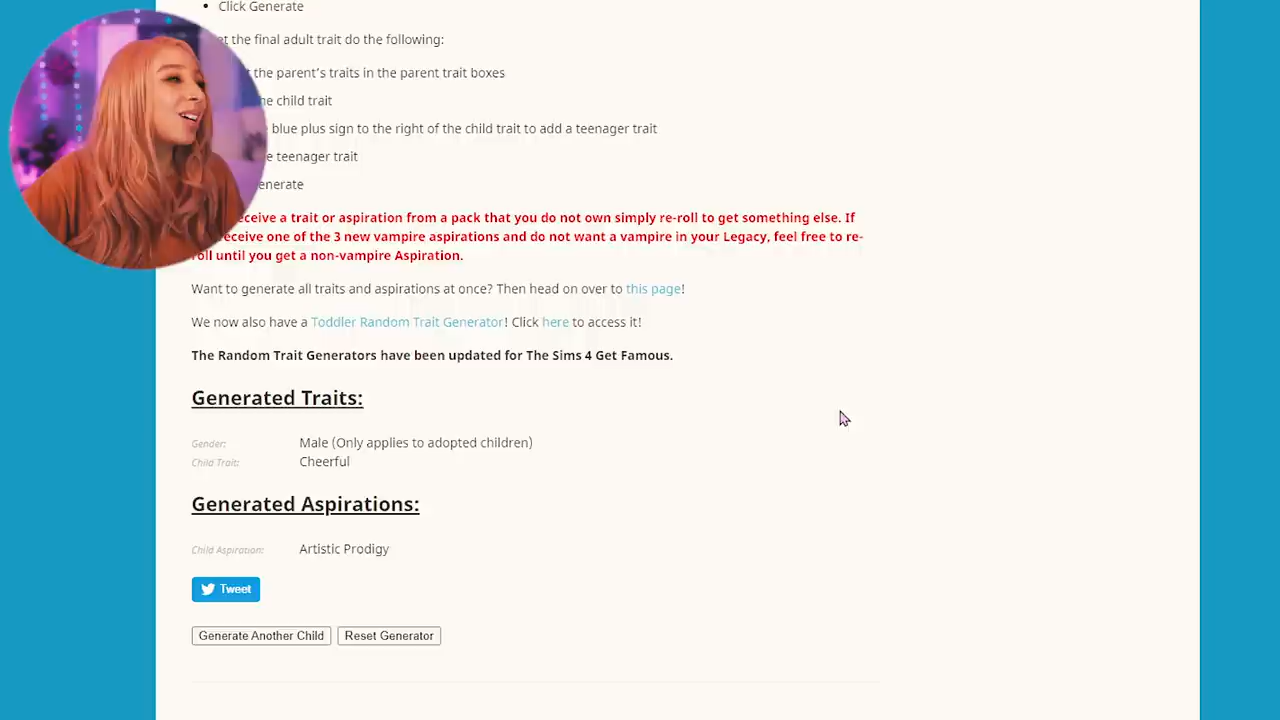 Click Generate
et the final adult trait do the following:
t the parent's traits in the parent trait boxes
he child trait
blue plus sign to the right of the child trait to add a teenager trait
e teenager trait
enerate
eceive a trait or aspiration from a pack that you do not own simply re-roll to get something else. If
eceive one of the 3 new vampire aspirations and do not want a vampire in your Legacy, feel free to re-
roll until you get a non-vampire Aspiration.
Want to generate all traits and aspirations at once? Then head on over to this page!
We now also have a Toddler Random Trait Generator! Click here to access it!
The Random Trait Generators have been updated for The Sims 4 Get Famous.
Generated Traits:
Gender: Male (Only applies to adopted children)
Child Trait: Cheerful
Generated Aspirations:
Child Aspiration: Artistic Prodigy
Tweet
Generate Another Child Reset Generator